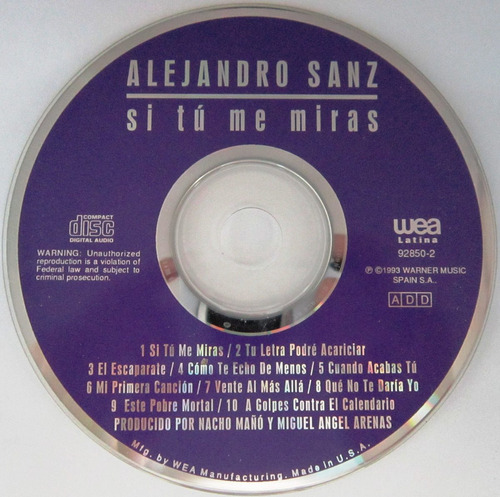 ALEJANDRO SANZ
si tú me miras
COMPACT
disc
DIGITAL AUDIO
WARNING: Unauthorized
reproduction is a violation of
Federal law and subject to
criminal prosecution.
wea
Latina
92850-2
℗ ©1993 WARNER MUSIC
SPAIN S.A..
A D D
1 Si Tú Me Miras / 2 Tu Letra Podré Acariciar
3 El Escaparate / 4 Cómo Te Echo De Menos / 5 Cuando Acabas Tú
6 Mi Primera Canción / 7 Vente Al Más Allá / 8 Qué No Te Daría Yo
9 Este Pobre Mortal / 10 A Golpes Contra El Calendario
PRODUCIDO POR NACHO MAÑÓ Y MIGUEL ANGEL ARENAS
Mfg. by WEA Manufacturing. Made in U.S.A.